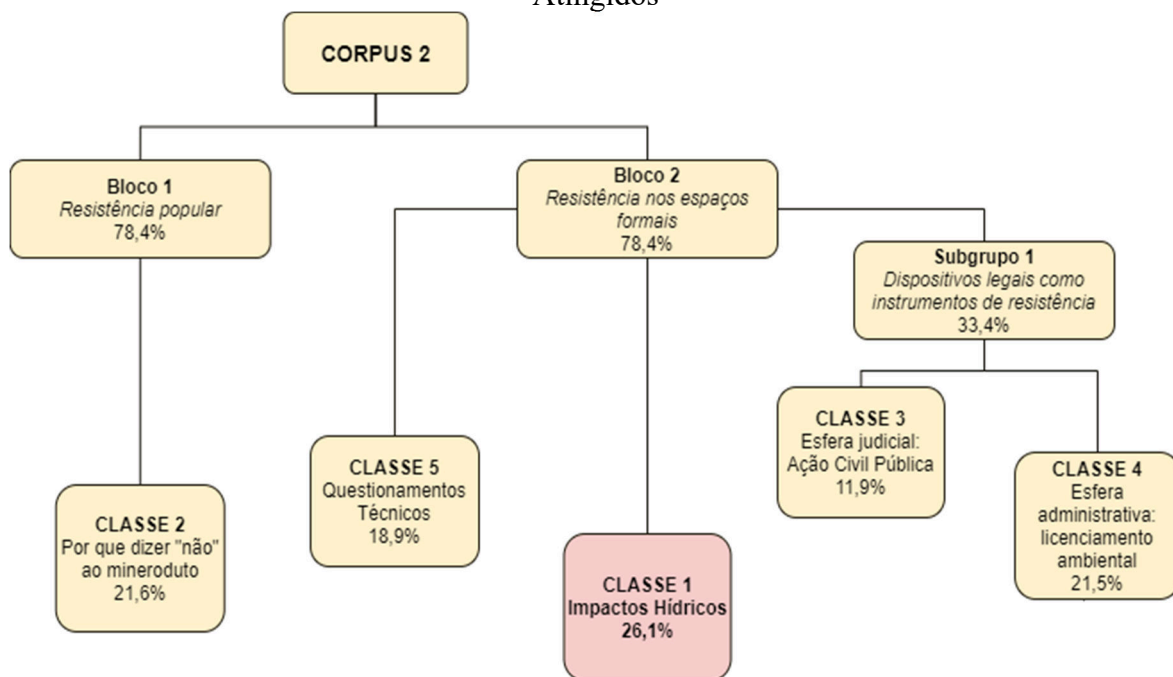 Atingidos
CORPUS 2
Bloco 1
Resistência popular
78,4%
Bloco 2
Resistência nos espaços
formais
78,4%
Subgrupo 1
Dispositivos legais como
instrumentos de resistência
33,4%
CLASSE 3
Esfera judicial:
Ação Civil Pública
11,9%
CLASSE 5
Questionamentos
Técnicos
18,9%
CLASSE 4
Esfera
administrativa:
licenciamento
ambiental
21,5%
CLASSE 2
Por que dizer "não"
ao mineroduto
21,6%
CLASSE 1
Impactos Hídricos
26,1%